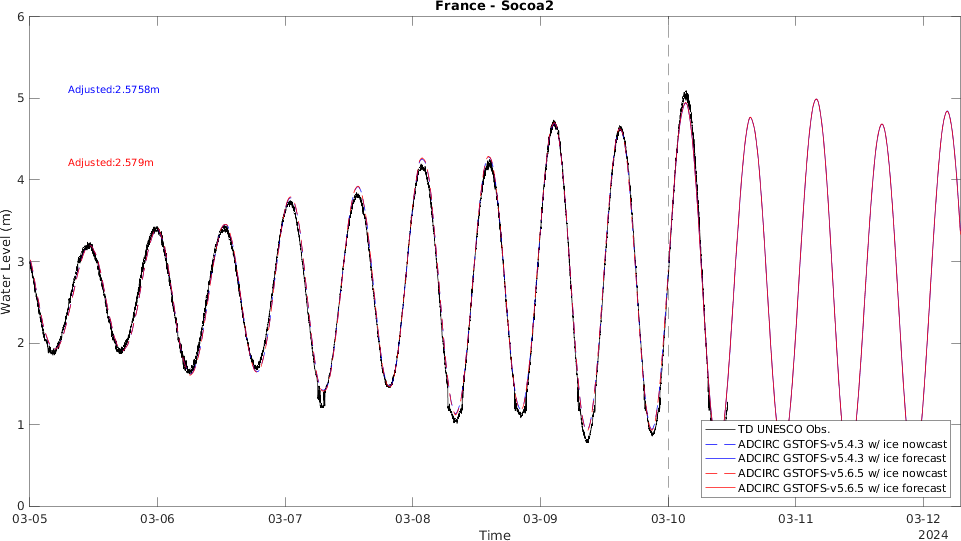 France - Socoa2
6
5
4
3
2
1
0
Water Level (m)
Adjusted:2.5758m
Adjusted:2.579m
TD UNESCO Obs.
ADCIRC GSTOFS-v5.4.3 w/ ice nowcast
ADCIRC GSTOFS-v5.4.3 w/ ice forecast
ADCIRC GSTOFS-v5.6.5 w/ ice nowcast
ADCIRC GSTOFS-v5.6.5 w/ ice forecast
03-05 03-06 03-07 03-08 03-09 03-10 03-11 03-12
Time
2024